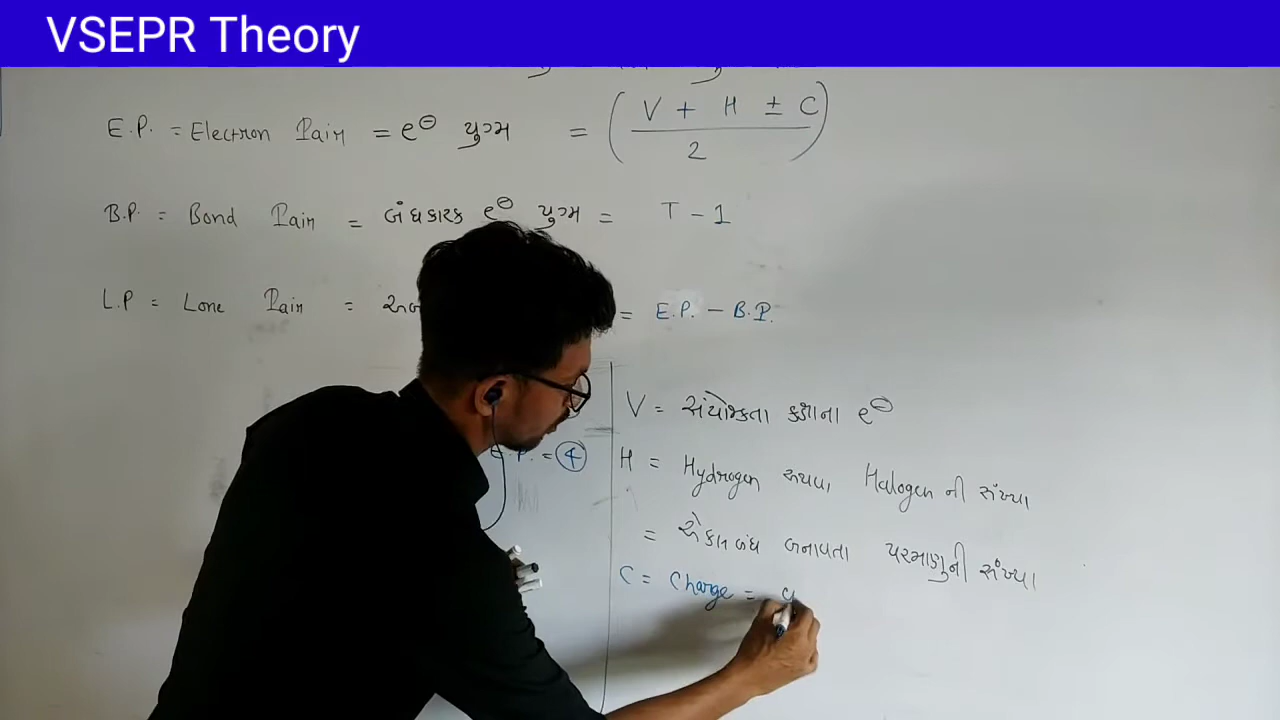 VSEPR Theory
E.P. = Electron Pair = e⊖ યુગ્મ = ( V + H ± C / 2 )
B.P. = Bond Pair = બંધકારક e⊖ યુગ્મ = T - 1
L.P = Lone Pair = = E.P. - B.P.
E.P. = 4
V = સંયોજકતા કક્ષાના e⊖
H = Hydrogen અથવા Halogen ની સંખ્યા
= એકલ બંધ બનાવતા પરમાણુની સંખ્યા
C = Charge =